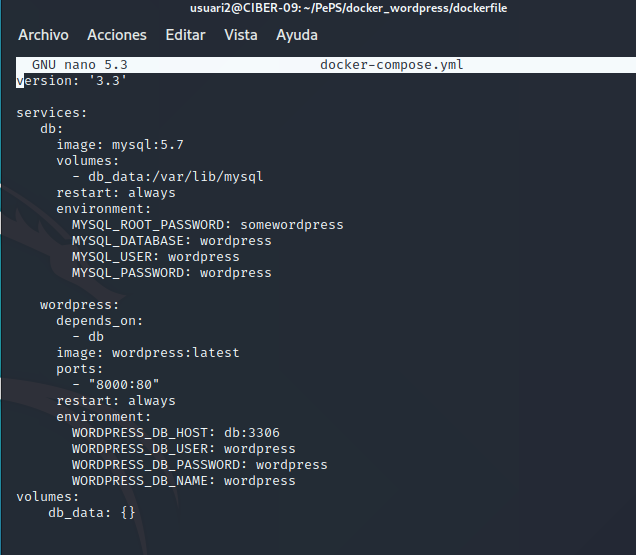 usuari2@CIBER-09:~/PePS/docker_wordpress/dockerfile
Archivo Acciones Editar Vista Ayuda
GNU nano 5.3 docker-compose.yml
version: '3.3'
services:
db:
image: mysql:5.7
volumes:
- db_data:/var/lib/mysql
restart: always
environment:
MYSQL_ROOT_PASSWORD: somewordpress
MYSQL_DATABASE: wordpress
MYSQL_USER: wordpress
MYSQL_PASSWORD: wordpress
wordpress:
depends_on:
- db
image: wordpress:latest
ports:
- "8000:80"
restart: always
environment:
WORDPRESS_DB_HOST: db:3306
WORDPRESS_DB_USER: wordpress
WORDPRESS_DB_PASSWORD: wordpress
WORDPRESS_DB_NAME: wordpress
volumes:
db_data: {}